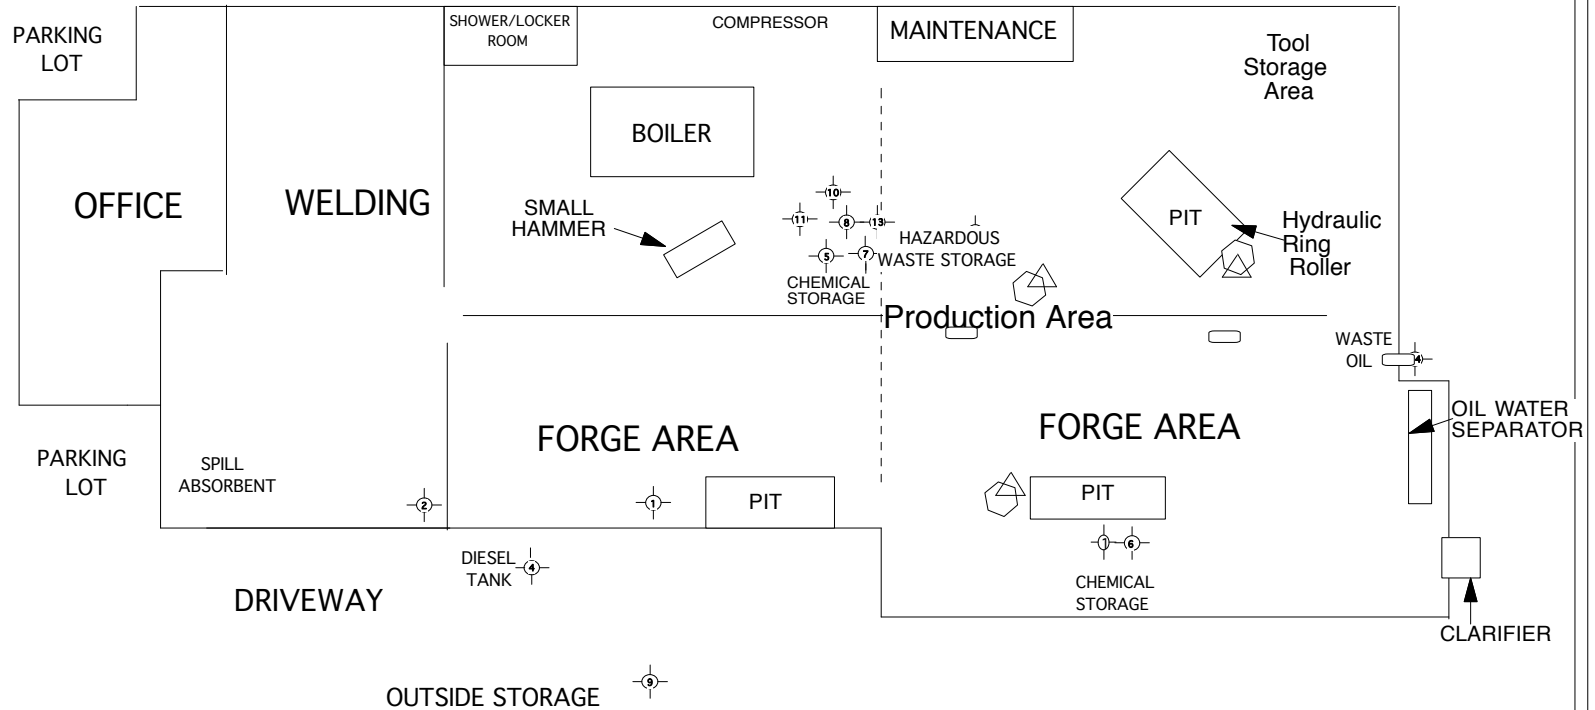 SHOWER/LOCKER
ROOM
COMPRESSOR
MAINTENANCE
PARKING
LOT
Tool
Storage
Area
BOILER
OFFICE
WELDING
SMALL
HAMMER
10
11
8
13
5
7
HAZARDOUS
WASTE STORAGE
CHEMICAL
STORAGE
PIT
Hydraulic
Ring
Roller
Production Area
WASTE
OIL
4
OIL WATER
SEPARATOR
FORGE AREA
FORGE AREA
PARKING
LOT
SPILL
ABSORBENT
2
1
PIT
PIT
1
6
DIESEL
TANK
4
CHEMICAL
STORAGE
DRIVEWAY
CLARIFIER
9
OUTSIDE STORAGE